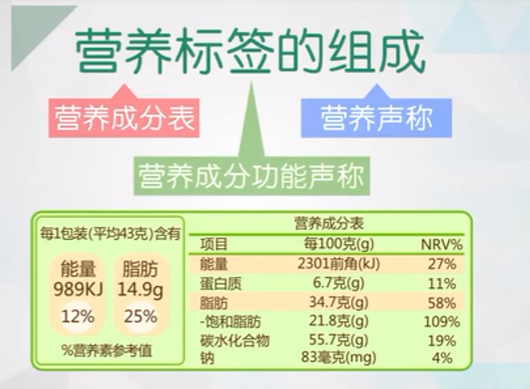 营养标签的组成
营养成分表
营养声称
营养成分功能声称
每1包装(平均43克)含有
能量 脂肪
989KJ 14.9g
12% 25%
%营养素参考值
营养成分表
项目 每100克(g) NRV%
能量 2301前角(kJ) 27%
蛋白质 6.7克(g) 11%
脂肪 34.7克(g) 58%
-饱和脂肪 21.8克(g) 109%
碳水化合物 55.7克(g) 19%
钠 83毫克(mg) 4%